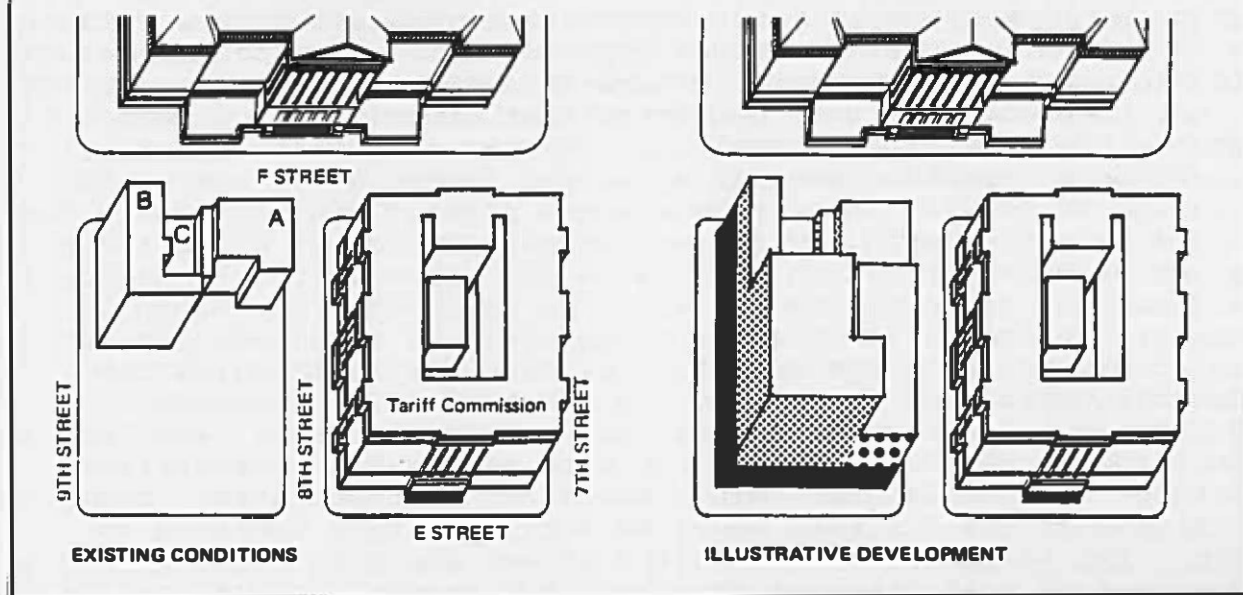 F STREET
B
C
A
9TH STREET
8TH STREET
Tariff Commission
7TH STREET
E STREET
EXISTING CONDITIONS
ILLUSTRATIVE DEVELOPMENT